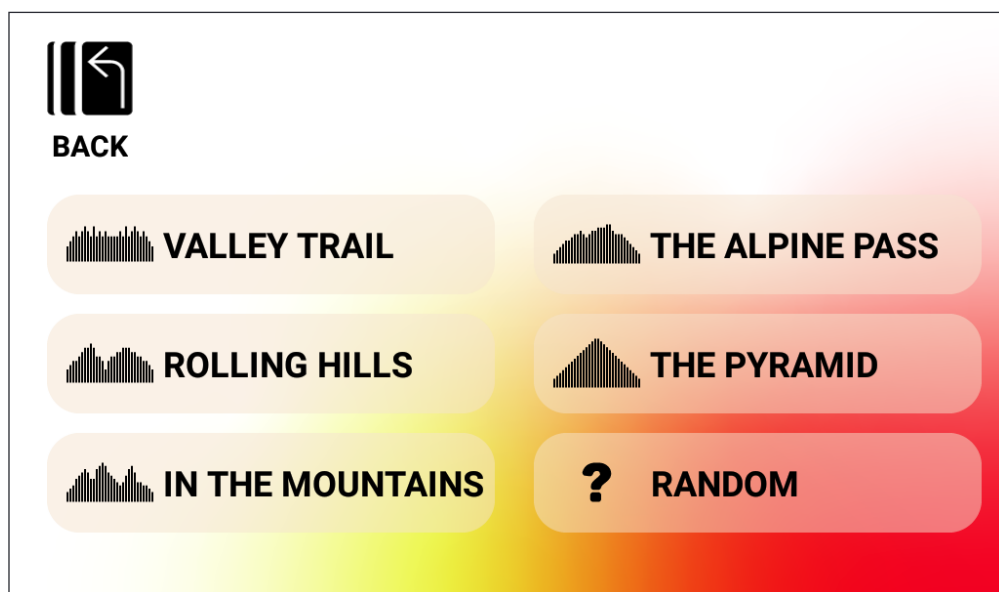 BACK
VALLEY TRAIL
THE ALPINE PASS
ROLLING HILLS
THE PYRAMID
IN THE MOUNTAINS
? RANDOM